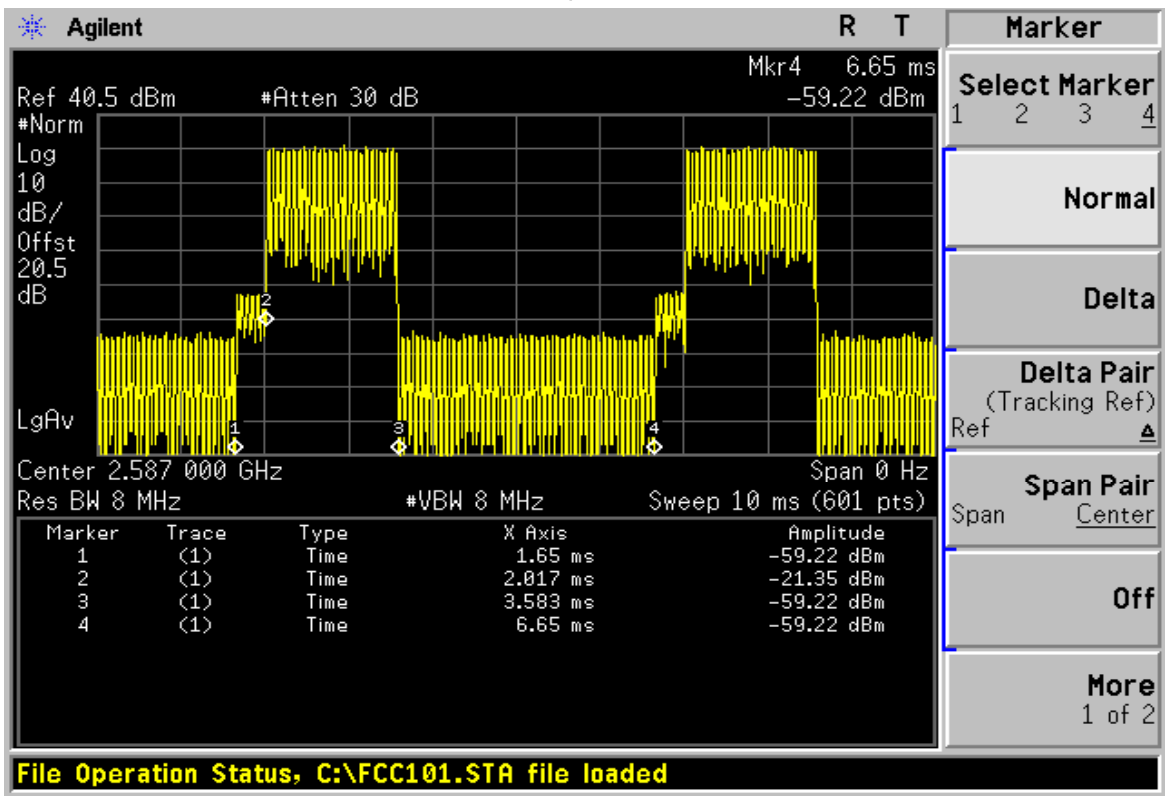 Agilent R T
Mkr4 6.65 ms
Ref 40.5 dBm #Atten 30 dB -59.22 dBm
#Norm
Log
10
dB/
Offst
20.5
dB
2
LgAv
1 3 4
Center 2.587 000 GHz Span 0 Hz
Res BW 8 MHz #VBW 8 MHz Sweep 10 ms (601 pts)
Marker Trace Type X Axis Amplitude
1 (1) Time 1.65 ms -59.22 dBm
2 (1) Time 2.017 ms -21.35 dBm
3 (1) Time 3.583 ms -59.22 dBm
4 (1) Time 6.65 ms -59.22 dBm
Marker
Select Marker
1 2 3 4
Normal
Delta
Delta Pair
(Tracking Ref)
Ref Δ
Span Pair
Span Center
Off
More
1 of 2
File Operation Status, C:\FCC101.STA file loaded